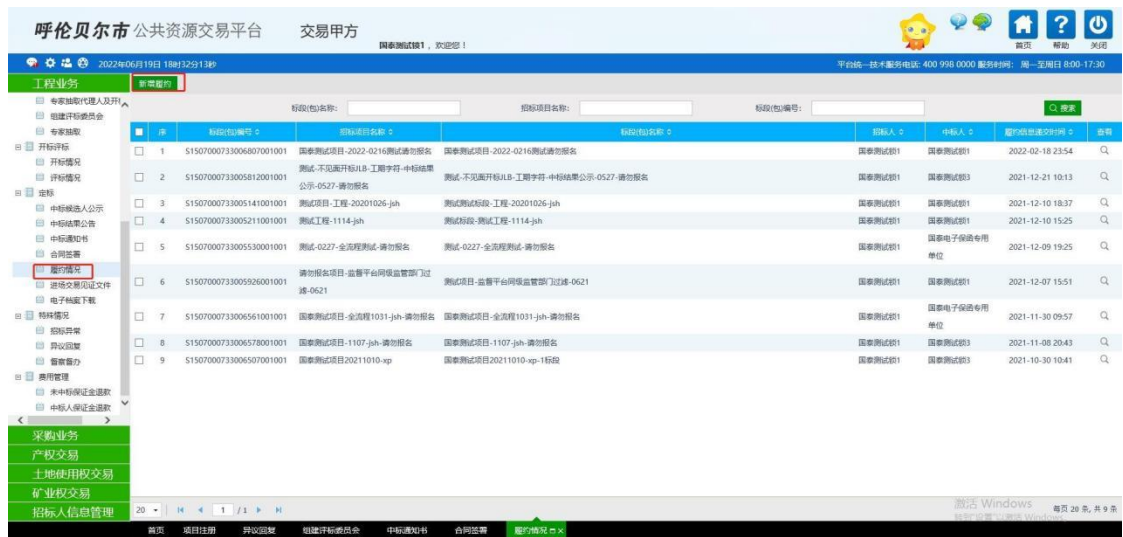 呼伦贝尔市 公共资源交易平台 交易甲方
国泰测试锁1，欢迎您！
首页 帮助 关闭
2022年06月19日 18时32分13秒
平台统一技术服务电话: 400 998 0000 服务时间: 周一至周日 8:00-17:30
工程业务
新增履约
专家抽取代理人及开标
组建评标委员会
专家抽取
开标评标
开标情况
评标情况
定标
中标候选人公示
中标结果公告
中标通知书
合同签署
履约情况
进场交易见证文件
电子档案下载
特殊情况
招标异常
异议回复
督察督办
费用管理
未中标保证金退款
中标人保证金退款
采购业务
产权交易
土地使用权交易
矿业权交易
招标人信息管理
标段(包)名称: 招标项目名称: 标段(包)编号: 搜索
序 标段(包)编号 招标项目名称 标段(包)名称 招标人 中标人 履约信息递交时间 查看
1 S1507000733006807001001 国泰测试项目-2022-0216测试请勿报名 国泰测试项目-2022-0216测试请勿报名 国泰测试锁1 国泰测试锁1 2022-02-18 23:54
2 S1507000733005812001001 测试-不见面开标JLB-工期字符-中标结果公示-0527-请勿报名 测试-不见面开标JLB-工期字符-中标结果公示-0527-请勿报名 国泰测试锁1 国泰测试锁3 2021-12-21 10:13
3 S1507000733005141001001 测试项目-工程-20201026-jsh 测试测试标段-工程-20201026-jsh 国泰测试锁1 国泰测试锁1 2021-12-10 18:37
4 S1507000733005211001001 测试工程-1114-jsh 测试标段-测试工程-1114-jsh 国泰测试锁1 国泰测试锁1 2021-12-10 15:25
5 S1507000733005530001001 测试-0227-全流程测试-请勿报名 测试-0227-全流程测试-请勿报名 国泰测试锁1 国泰电子保函专用单位 2021-12-09 19:25
6 S1507000733005926001001 请勿报名项目-监督平台同级监管部门过滤-0621 测试项目-监督平台同级监管部门过滤-0621 国泰测试锁1 国泰测试锁1 2021-12-07 15:51
7 S1507000733006561001001 国泰测试项目-全流程1031-jsh-请勿报名 国泰测试项目-全流程1031-jsh-请勿报名 国泰测试锁1 国泰电子保函专用单位 2021-11-30 09:57
8 S1507000733006578001001 国泰测试项目-1107-jsh-请勿报名 国泰测试项目-1107-jsh-请勿报名 国泰测试锁1 国泰测试锁3 2021-11-08 20:43
9 S1507000733006507001001 国泰测试项目20211010-xp 国泰测试项目20211010-xp-1标段 国泰测试锁1 国泰测试锁3 2021-10-30 10:41
20 1 /1
激活 Windows
转到"设置"以激活 Windows
每页 20 条, 共 9 条
首页 项目注册 异议回复 组建评标委员会 中标通知书 合同签署 履约情况